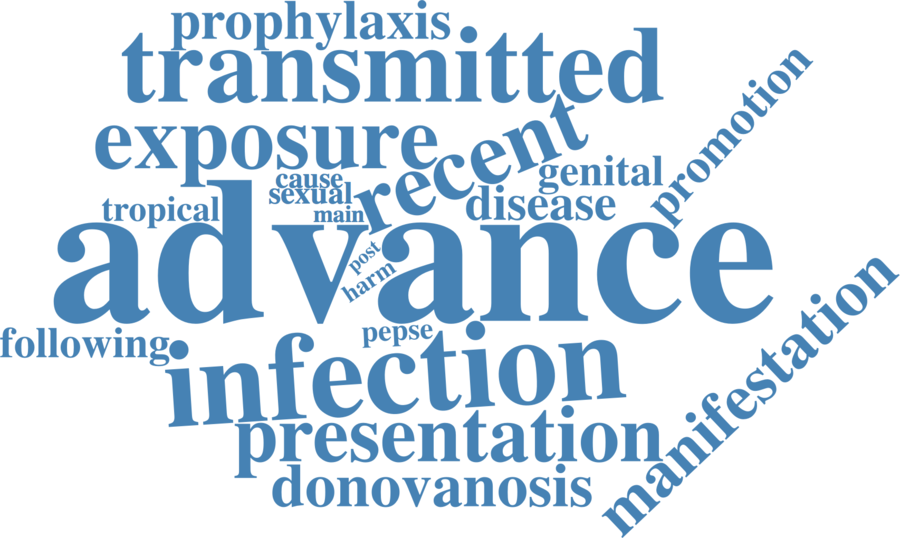 prophylaxis
transmitted
promotion
exposure
recent
genital
cause
sexual
disease
tropical
main
advance
post
harm
pepse
following
infection
manifestation
presentation
donovanosis